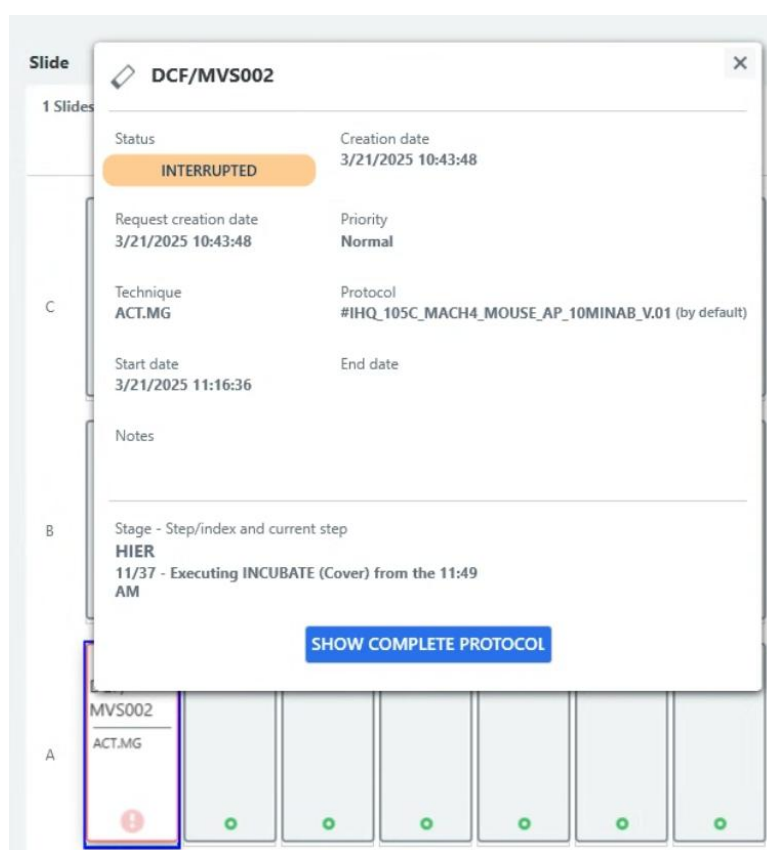 Slide
DCF/MVS002
1 Slides
Status
Creation date
INTERRUPTED
3/21/2025 10:43:48
Request creation date
Priority
3/21/2025 10:43:48
Normal
Technique
Protocol
ACT.MG
#IHQ_105C_MACH4_MOUSE_AP_10MINAB_V.01 (by default)
C
Start date
End date
3/21/2025 11:16:36
Notes
B
Stage - Step/index and current step
HIER
11/37 - Executing INCUBATE (Cover) from the 11:49
AM
SHOW COMPLETE PROTOCOL
MVS002
ACT.MG
A